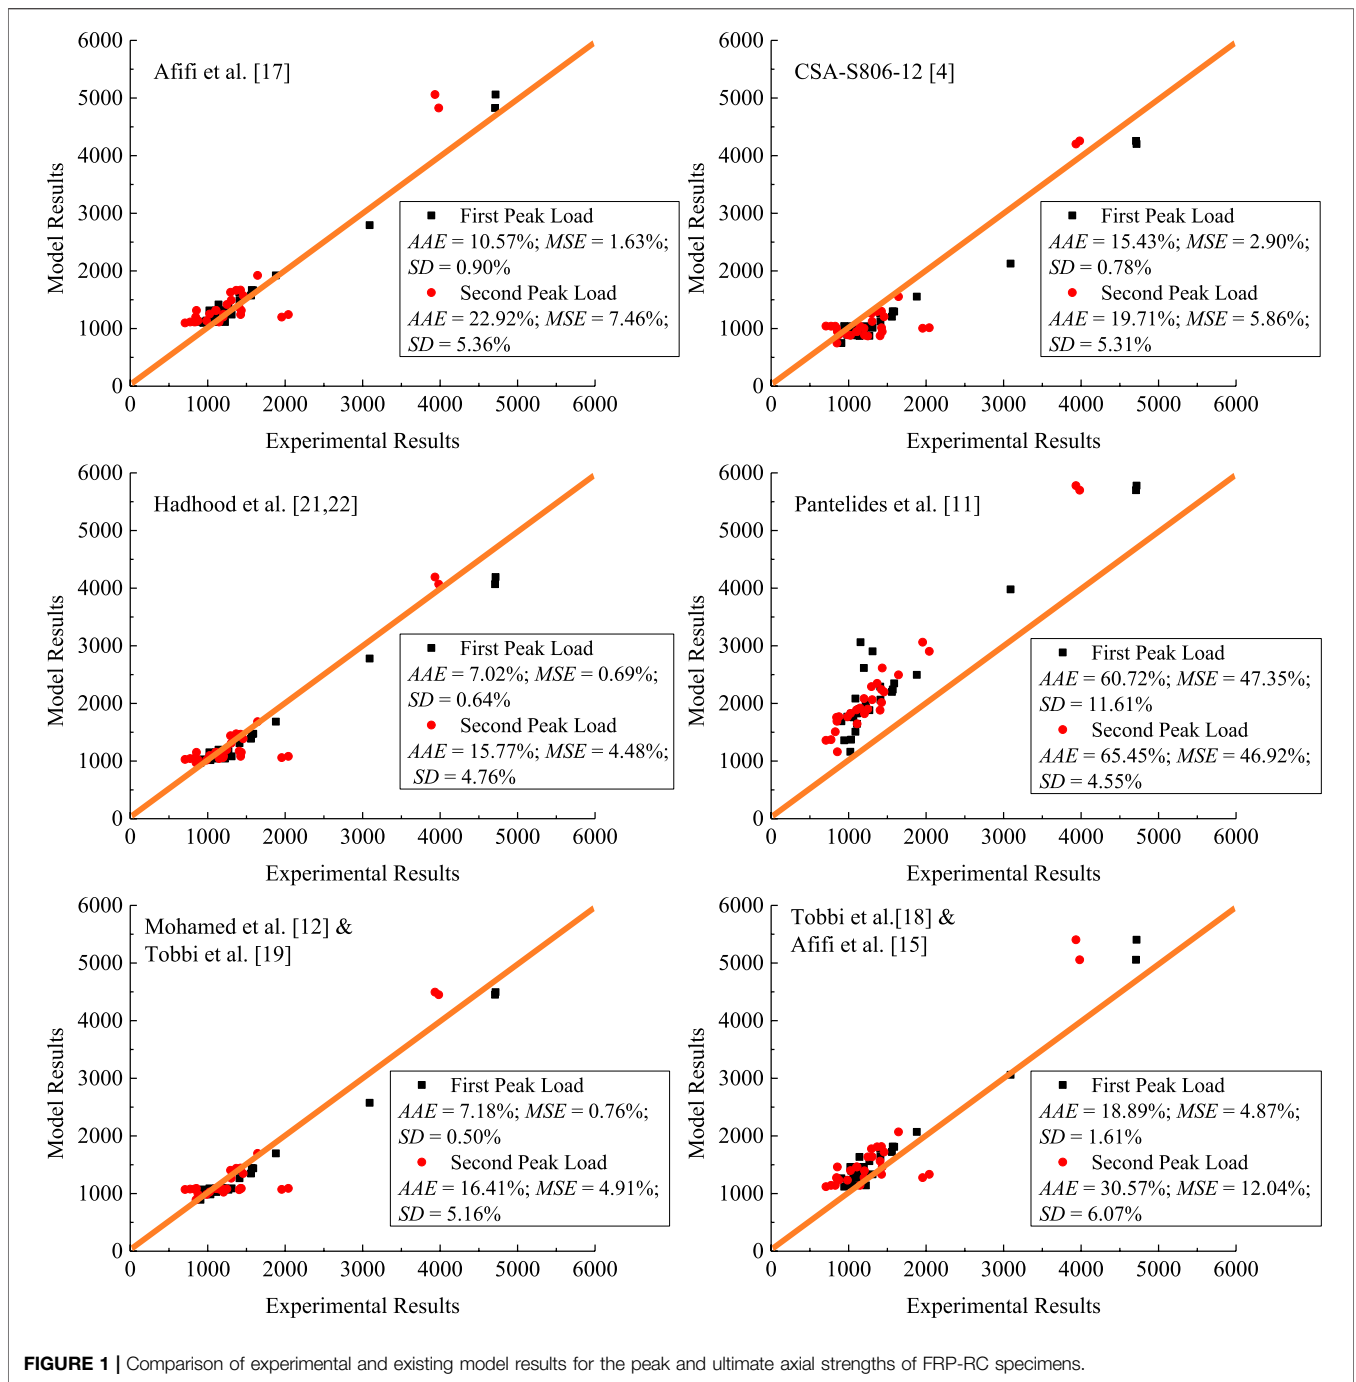 6000
5000
4000
3000
2000
1000
0
Model Results
Afifi et al. [17]
First Peak Load
AAE = 10.57%; MSE = 1.63%;
SD = 0.90%
Second Peak Load
AAE = 22.92%; MSE = 7.46%;
SD = 5.36%
0 1000 2000 3000 4000 5000 6000
Experimental Results
6000
5000
4000
3000
2000
1000
0
Model Results
CSA-S806-12 [4]
First Peak Load
AAE = 15.43%; MSE = 2.90%;
SD = 0.78%
Second Peak Load
AAE = 19.71%; MSE = 5.86%;
SD = 5.31%
0 1000 2000 3000 4000 5000 6000
Experimental Results
6000
5000
4000
3000
2000
1000
0
Model Results
Hadhood et al. [21,22]
First Peak Load
AAE = 7.02%; MSE = 0.69%;
SD = 0.64%
Second Peak Load
AAE = 15.77%; MSE = 4.48%;
SD = 4.76%
0 1000 2000 3000 4000 5000 6000
Experimental Results
6000
5000
4000
3000
2000
1000
0
Model Results
Pantelides et al. [11]
First Peak Load
AAE = 60.72%; MSE = 47.35%;
SD = 11.61%
Second Peak Load
AAE = 65.45%; MSE = 46.92%;
SD = 4.55%
0 1000 2000 3000 4000 5000 6000
Experimental Results
6000
5000
4000
3000
2000
1000
0
Model Results
Mohamed et al. [12] &
Tobbi et al. [19]
First Peak Load
AAE = 7.18%; MSE = 0.76%;
SD = 0.50%
Second Peak Load
AAE = 16.41%; MSE = 4.91%;
SD = 5.16%
0 1000 2000 3000 4000 5000 6000
Experimental Results
6000
5000
4000
3000
2000
1000
0
Model Results
Tobbi et al.[18] &
Afifi et al. [15]
First Peak Load
AAE = 18.89%; MSE = 4.87%;
SD = 1.61%
Second Peak Load
AAE = 30.57%; MSE = 12.04%;
SD = 6.07%
0 1000 2000 3000 4000 5000 6000
Experimental Results
FIGURE 1 | Comparison of experimental and existing model results for the peak and ultimate axial strengths of FRP-RC specimens.